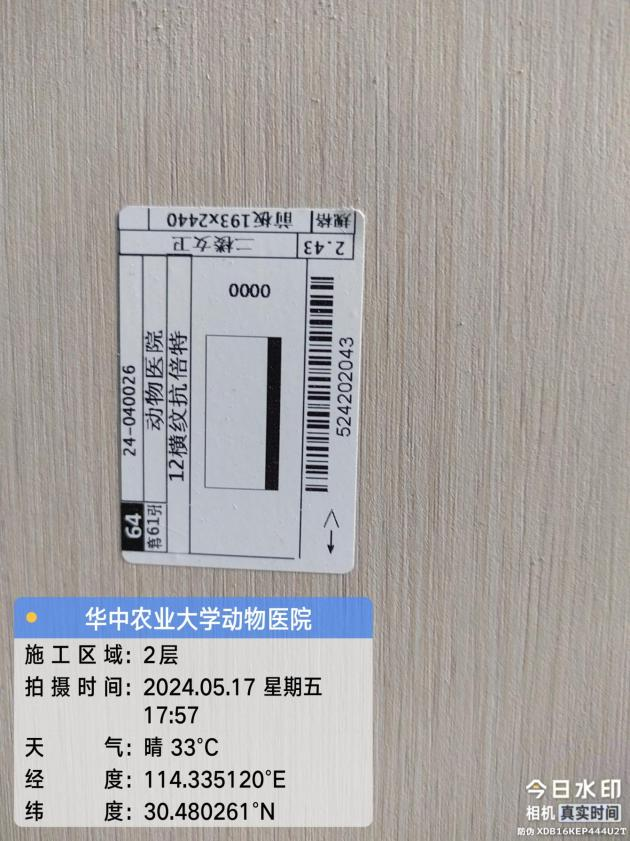 规格 前板193x2440
2.43 二楼女卫
0000
524202043
24-040026
动物医院
12横纹抗倍特
64
华中农业大学动物医院
施工区域：2层
拍摄时间：2024.05.17 星期五
17:57
天气：晴 33℃
经度：114.335120°E
纬度：30.480261°N
今日水印
相机 真实时间
防伪 XDB16KEP444U2T